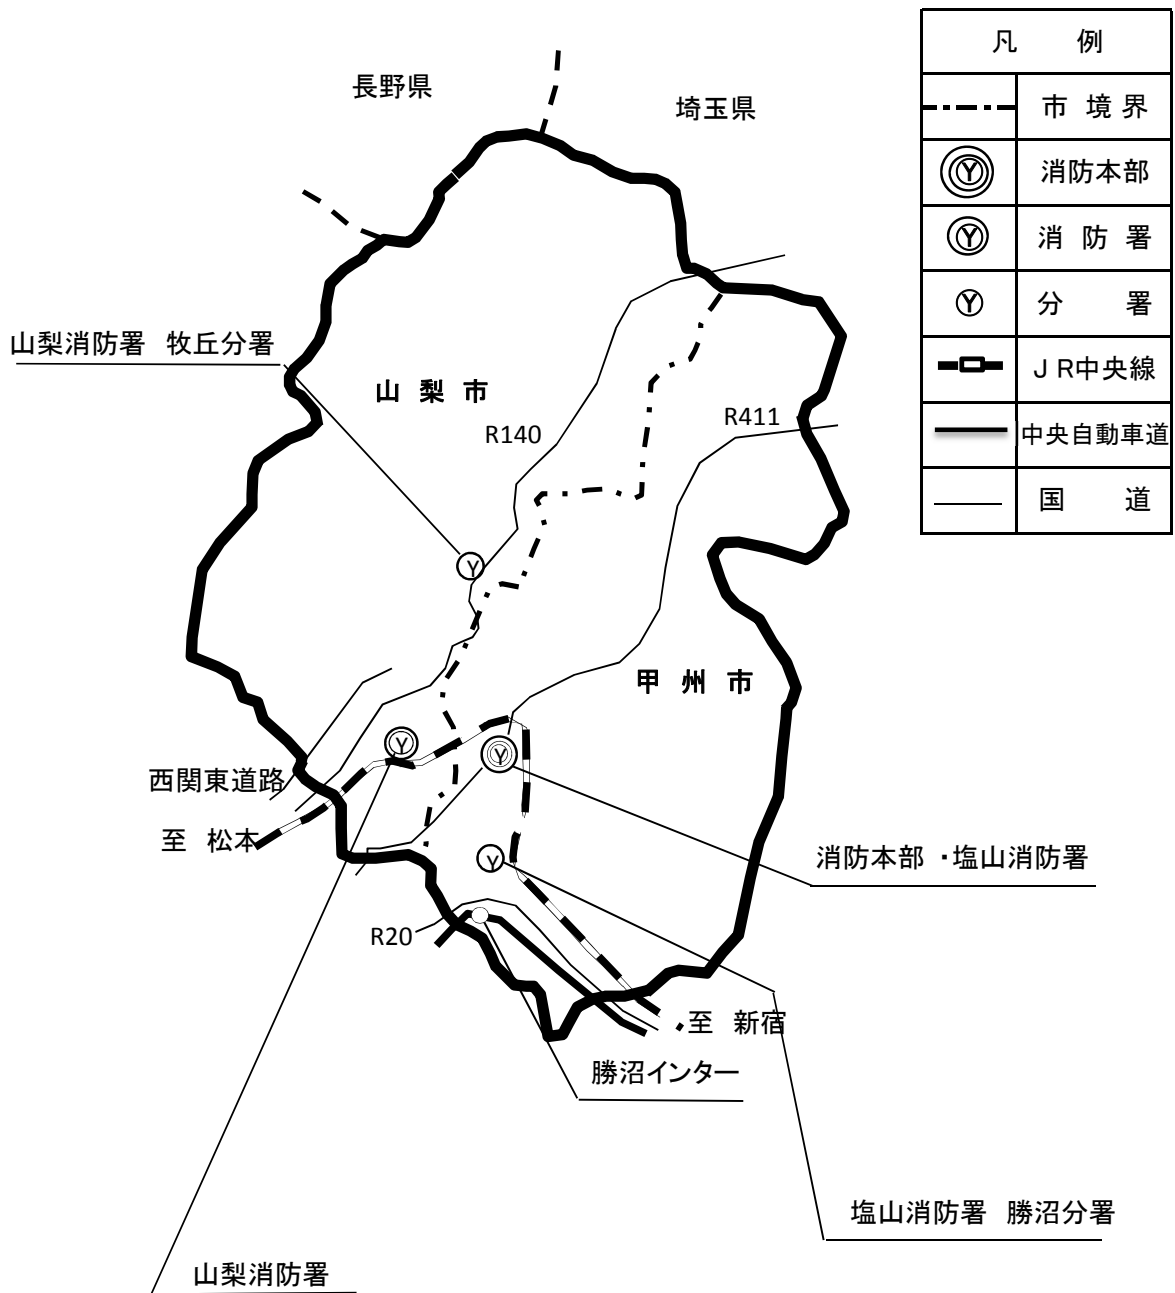 凡 例
長野県
埼玉県
市 境 界
Y 消防本部
Y 消 防 署
Y 分 署
山梨消防署 牧丘分署
ＪR中央線
山 梨 市
R411
R140
中央自動車道
国 道
Y
甲 州 市
Y
Y
西関東道路
至 松本
Y
消防本部 ・塩山消防署
R20
至 新宿
勝沼インター
塩山消防署 勝沼分署
山梨消防署